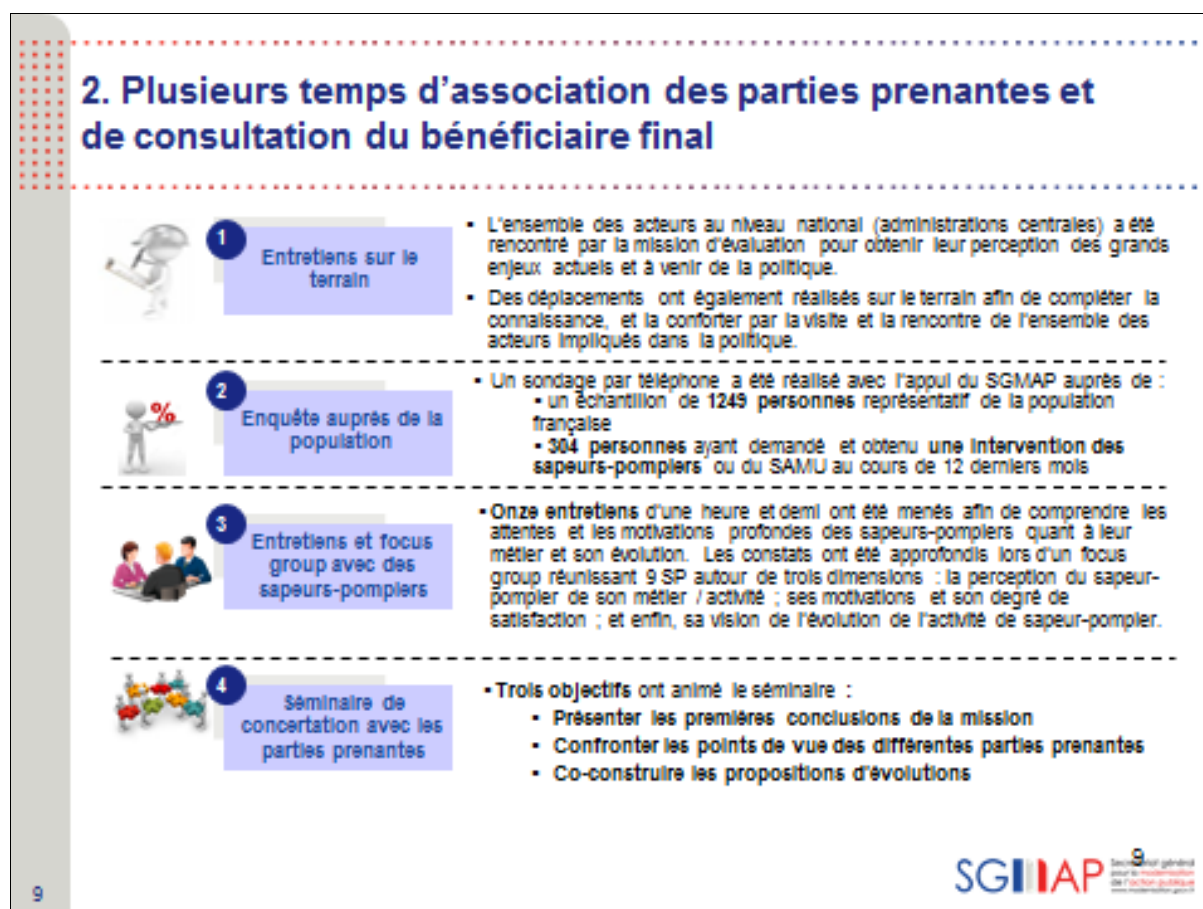 2. Plusieurs temps d'association des parties prenantes et
de consultation du bénéficiaire final
1
Entretiens sur le
terrain
▪ L'ensemble des acteurs au niveau national (administrations centrales) a été
rencontré par la mission d'évaluation pour obtenir leur perception des grands
enjeux actuels et à venir de la politique.
▪ Des déplacements ont également réalisés sur le terrain afin de compléter la
connaissance, et la conforter par la visite et la rencontre de l'ensemble des
acteurs impliqués dans la politique.
%
2
Enquête auprès de la
population
▪ Un sondage par téléphone a été réalisé avec l'appui du SGMAP auprès de :
▪ un échantillon de 1249 personnes représentatif de la population
française
▪ 304 personnes ayant demandé et obtenu une intervention des
sapeurs-pompiers ou du SAMU au cours de 12 derniers mois
3
Entretiens et focus
group avec des
sapeurs-pompiers
▪ Onze entretiens d'une heure et demi ont été menés afin de comprendre les
attentes et les motivations profondes des sapeurs-pompiers quant à leur
métier et son évolution. Les constats ont été approfondis lors d'un focus
group réunissant 9 SP autour de trois dimensions : la perception du sapeur-
pompier de son métier / activité ; ses motivations et son degré de
satisfaction ; et enfin, sa vision de l'évolution de l'activité de sapeur-pompier.
4
Séminaire de
concertation avec les
parties prenantes
▪ Trois objectifs ont animé le séminaire :
▪ Présenter les premières conclusions de la mission
▪ Confronter les points de vue des différentes parties prenantes
▪ Co-construire les propositions d'évolutions
9
SGMAP
9
général
pour la modernisation
de l'action publique